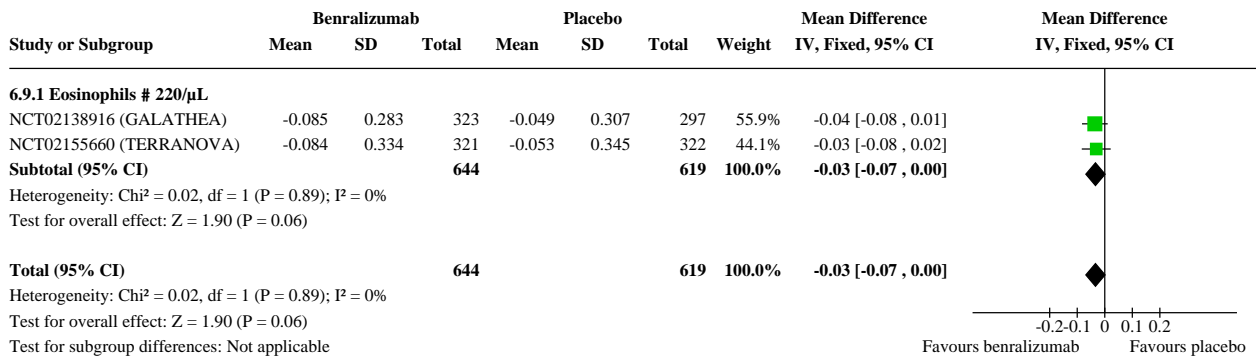 Benralizumab Placebo Mean Difference Mean Difference
Study or Subgroup Mean SD Total Mean SD Total Weight IV, Fixed, 95% CI IV, Fixed, 95% CI
6.9.1 Eosinophils # 220/µL
NCT02138916 (GALATHEA) -0.085 0.283 323 -0.049 0.307 297 55.9% -0.04 [-0.08 , 0.01]
NCT02155660 (TERRANOVA) -0.084 0.334 321 -0.053 0.345 322 44.1% -0.03 [-0.08 , 0.02]
Subtotal (95% CI) 644 619 100.0% -0.03 [-0.07 , 0.00]
Heterogeneity: Chi² = 0.02, df = 1 (P = 0.89); I² = 0%
Test for overall effect: Z = 1.90 (P = 0.06)
Total (95% CI) 644 619 100.0% -0.03 [-0.07 , 0.00]
Heterogeneity: Chi² = 0.02, df = 1 (P = 0.89); I² = 0%
Test for overall effect: Z = 1.90 (P = 0.06) -0.2 -0.1 0 0.1 0.2
Test for subgroup differences: Not applicable Favours benralizumab Favours placebo